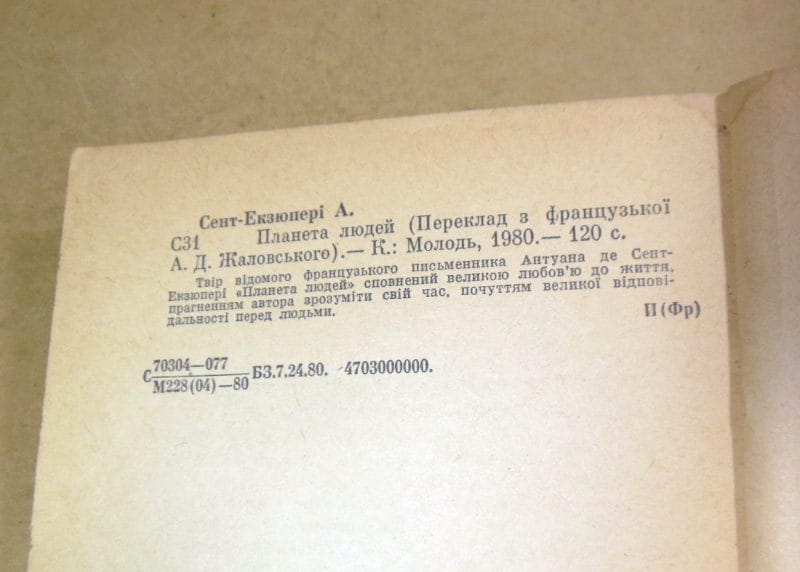 Сент-Екзюпері А.
С31 Планета людей (Переклад з французької
А. Д. Жаловського).— К.: Молодь, 1980.— 120 с.
Твір відомого французького письменника Антуана де Сент-
Екзюпері «Планета людей» сповнений великою любов’ю до життя,
прагненням автора зрозуміти свій час, почуттям великої відпові-
дальності перед людьми.
И(Фр)
С 70304—077
М228(04)—80 БЗ.7.24.80. 4703000000.